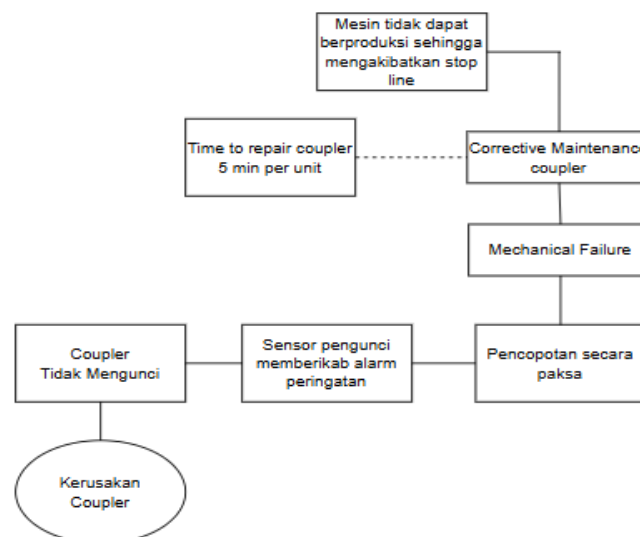 Mesin tidak dapat
berproduksi sehingga
mengakibatkan stop
line
Time to repair coupler
5 min per unit
Corrective Maintenance
coupler
Mechanical Failure
Coupler
Tidak Mengunci
Sensor pengunci
memberikab alarm
peringatan
Pencopotan secara
paksa
Kerusakan
Coupler